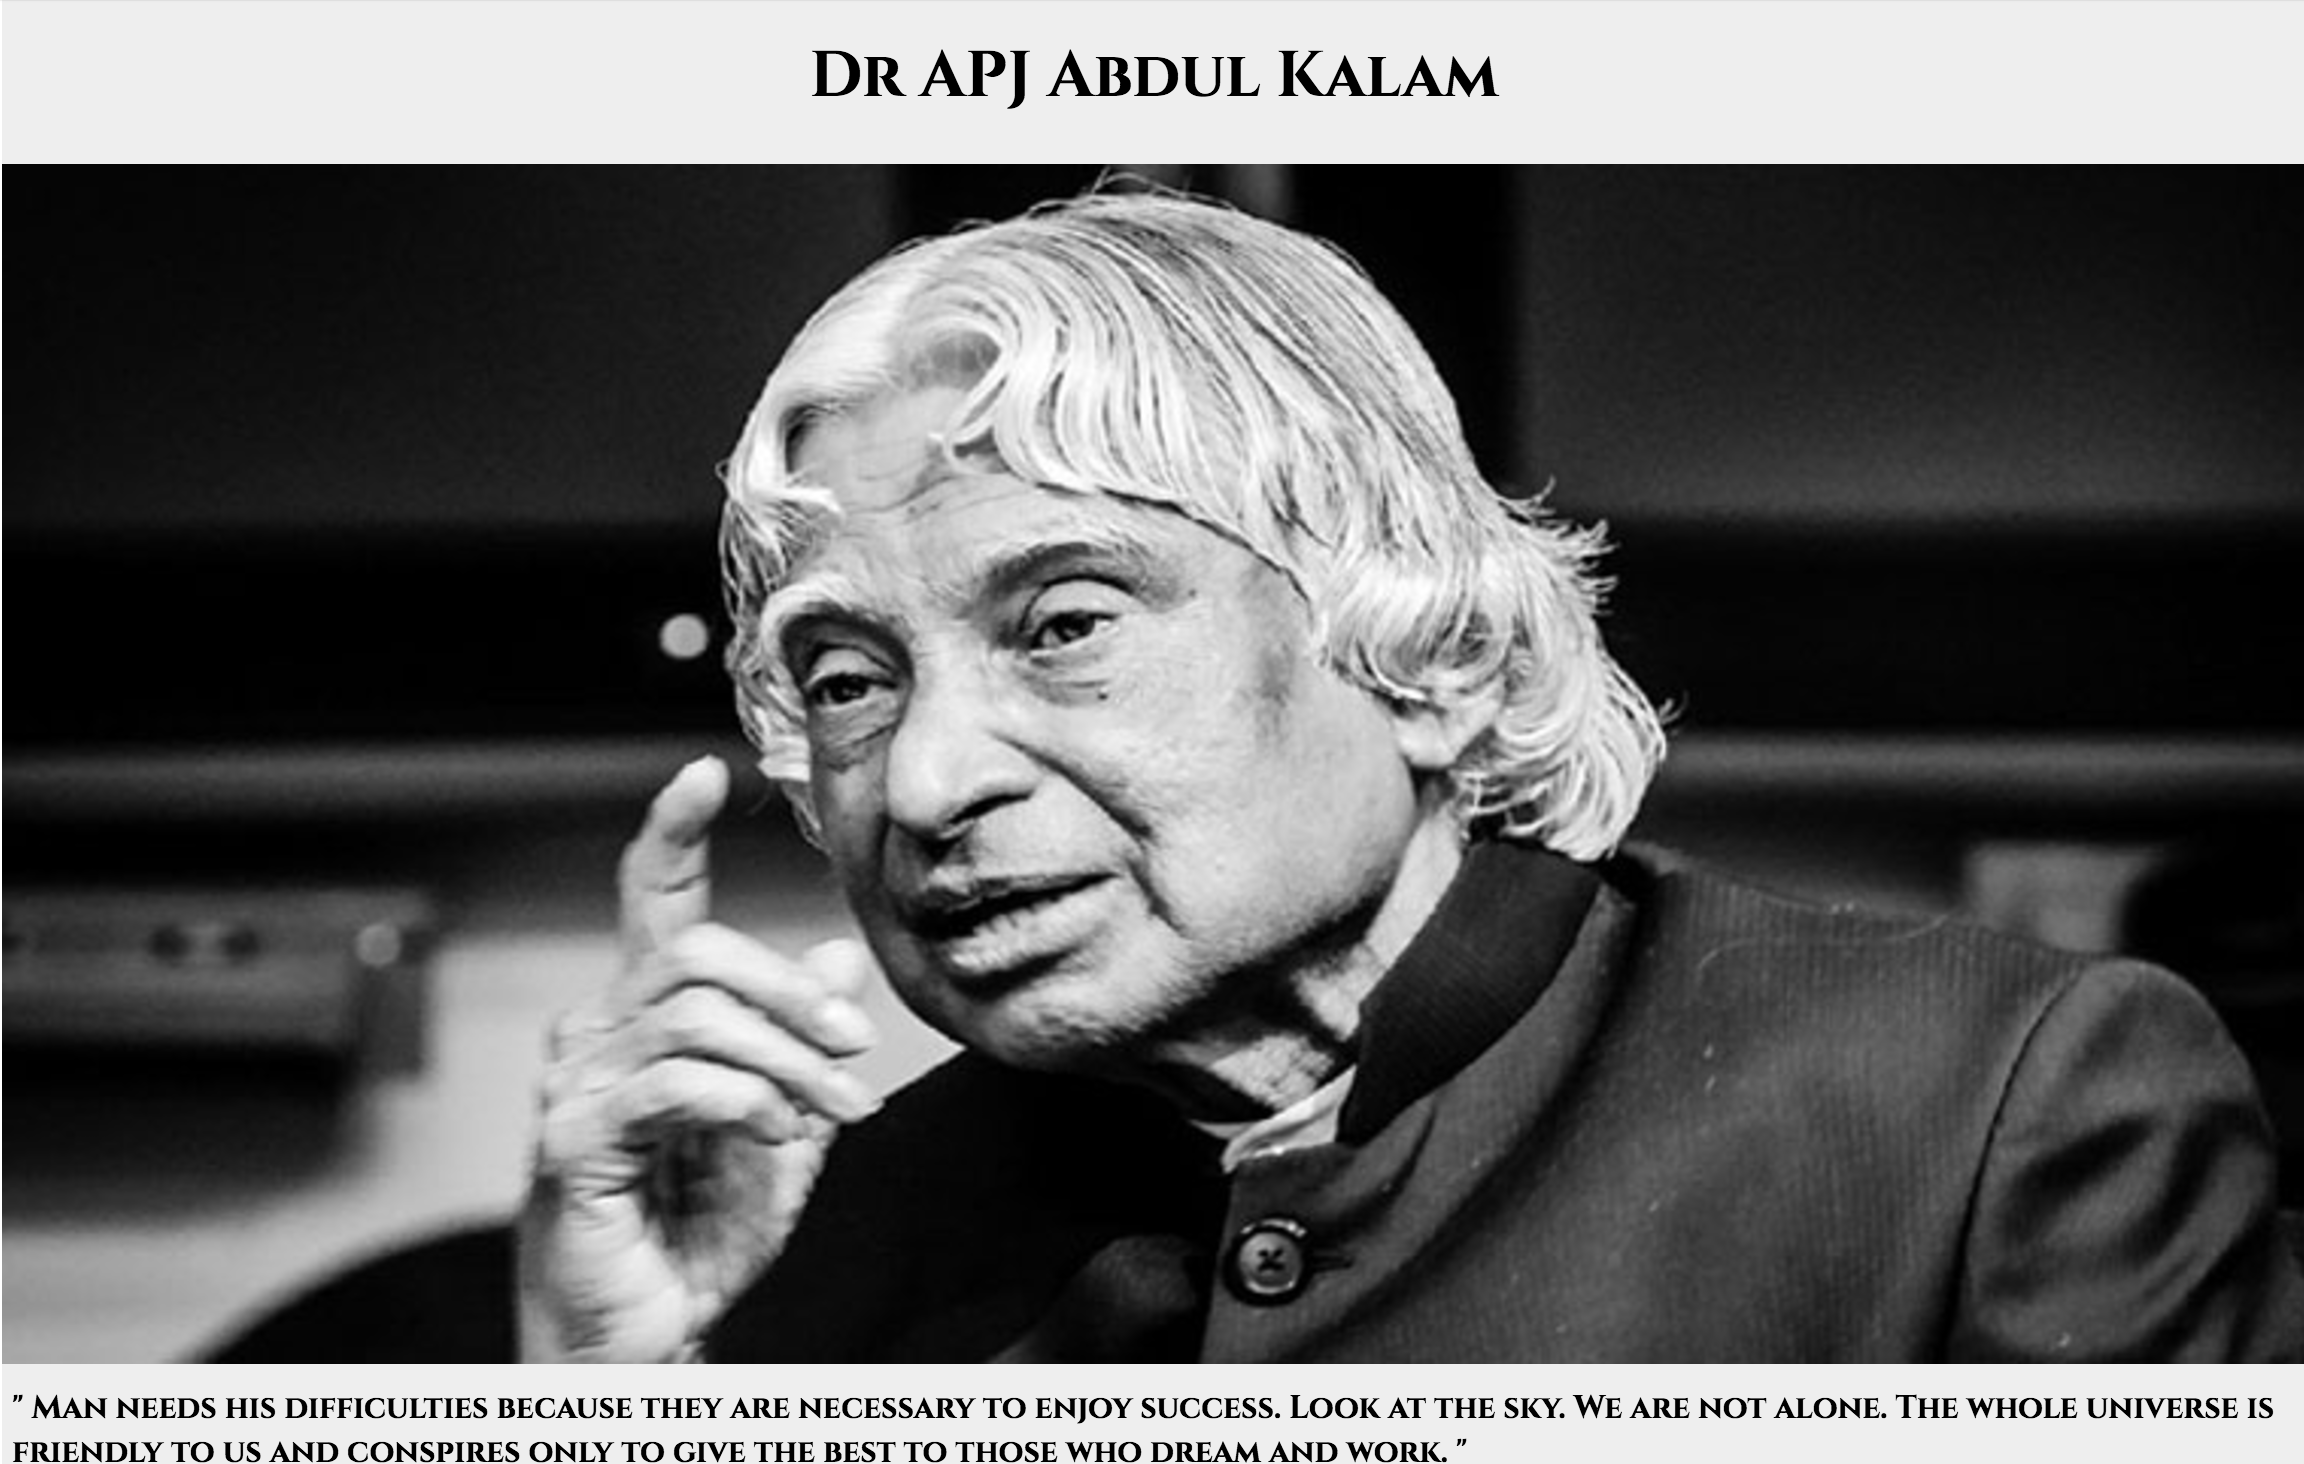 Dr APJ Abdul Kalam
" Man needs his difficulties because they are necessary to enjoy success. Look at the sky. We are not alone. The whole universe is
friendly to us and conspires only to give the best to those who dream and work. "